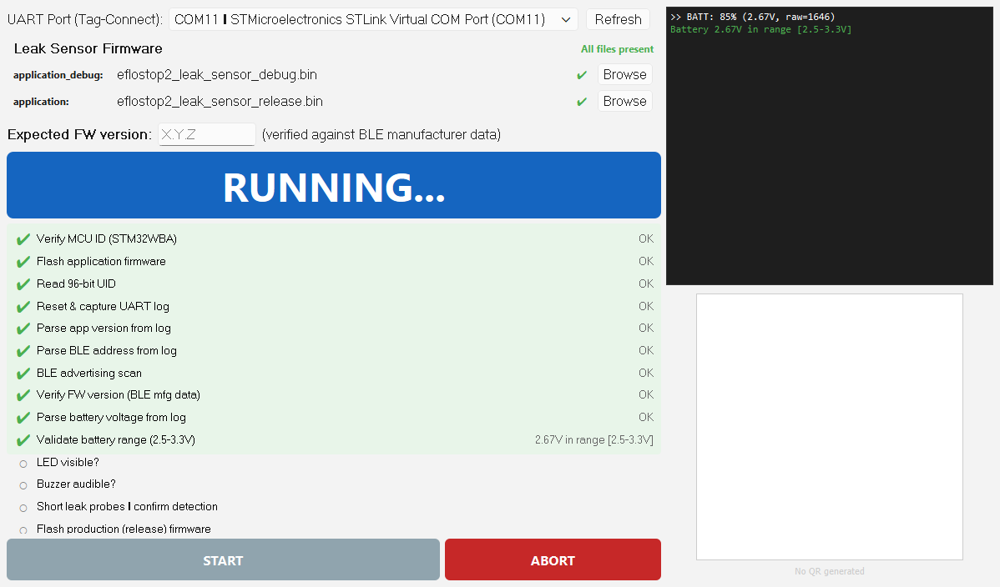 UART Port (Tag-Connect): COM11 | STMicroelectronics STLink Virtual COM Port (COM11) Refresh
Leak Sensor Firmware All files present
application_debug: eflostop2_leak_sensor_debug.bin ✔ Browse
application: eflostop2_leak_sensor_release.bin ✔ Browse
Expected FW version: X.Y.Z (verified against BLE manufacturer data)
RUNNING...
✔ Verify MCU ID (STM32WBA) OK
✔ Flash application firmware OK
✔ Read 96-bit UID OK
✔ Reset & capture UART log OK
✔ Parse app version from log OK
✔ Parse BLE address from log OK
✔ BLE advertising scan OK
✔ Verify FW version (BLE mfg data) OK
✔ Parse battery voltage from log OK
✔ Validate battery range (2.5-3.3V) 2.67V in range [2.5-3.3V]
○ LED visible?
○ Buzzer audible?
○ Short leak probes | confirm detection
○ Flash production (release) firmware
START ABORT
>> BATT: 85% (2.67V, raw=1646)
Battery 2.67V in range [2.5-3.3V]
No QR generated